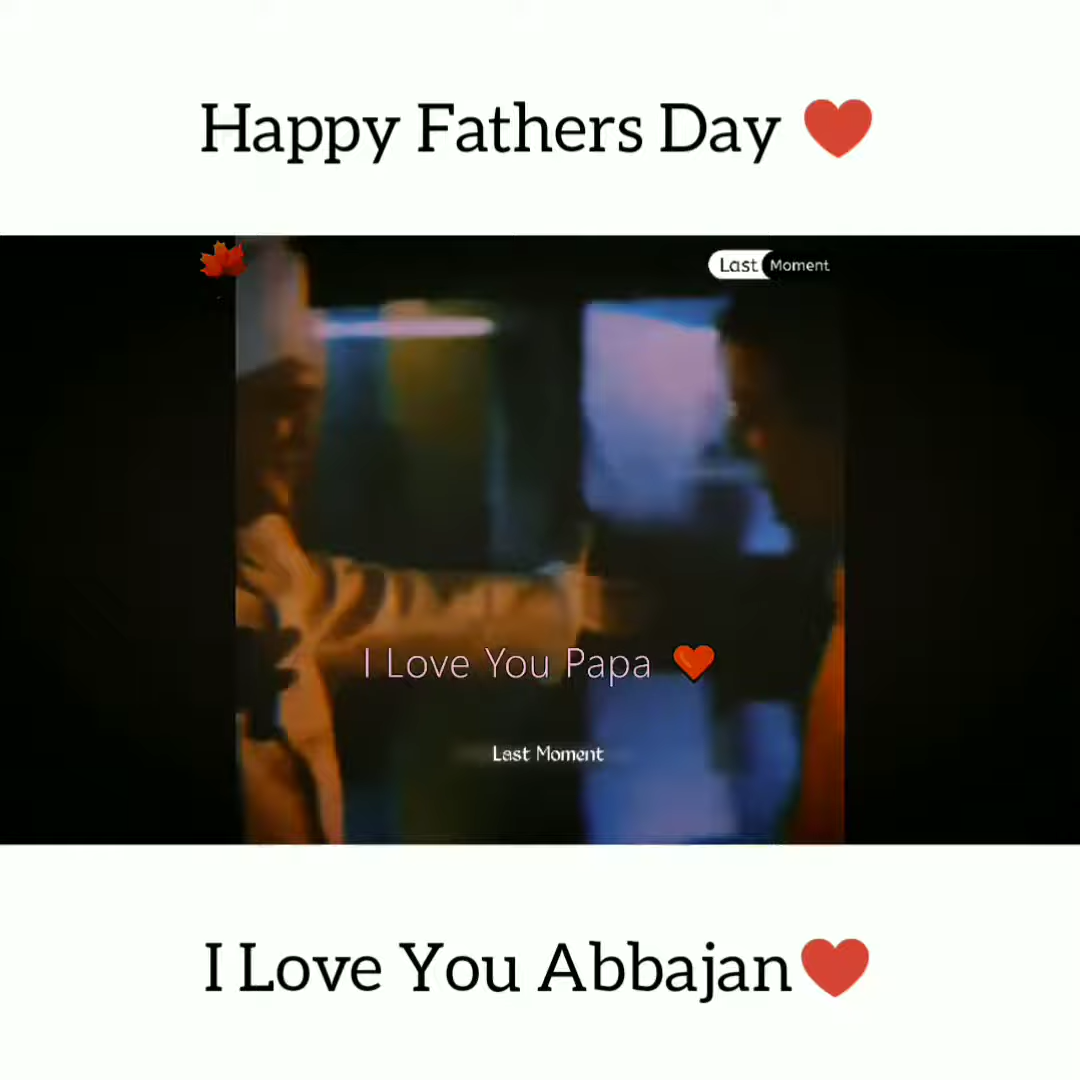 Happy Fathers Day ❤️
Last Moment
I Love You Papa ❤️
Last Moment
I Love You Abbajan❤️